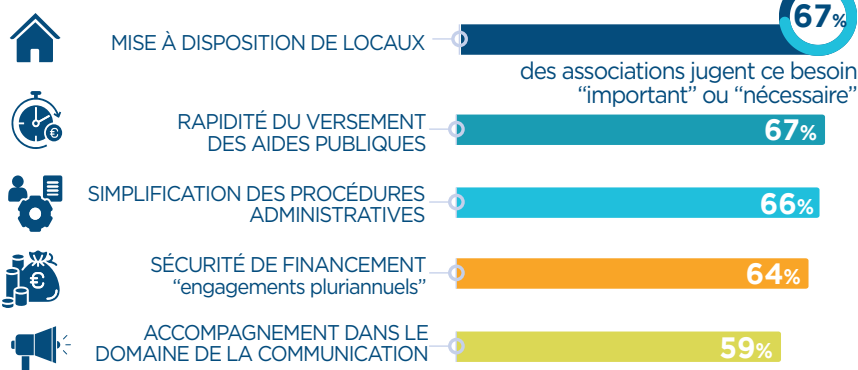 MISE À DISPOSITION DE LOCAUX
67%
des associations jugent ce besoin
“important” ou “nécessaire”
RAPIDITÉ DU VERSEMENT
DES AIDES PUBLIQUES
67%
€
SIMPLIFICATION DES PROCÉDURES
ADMINISTRATIVES
66%
SÉCURITÉ DE FINANCEMENT
“engagements pluriannuels”
64%
€
ACCOMPAGNEMENT DANS LE
DOMAINE DE LA COMMUNICATION
59%